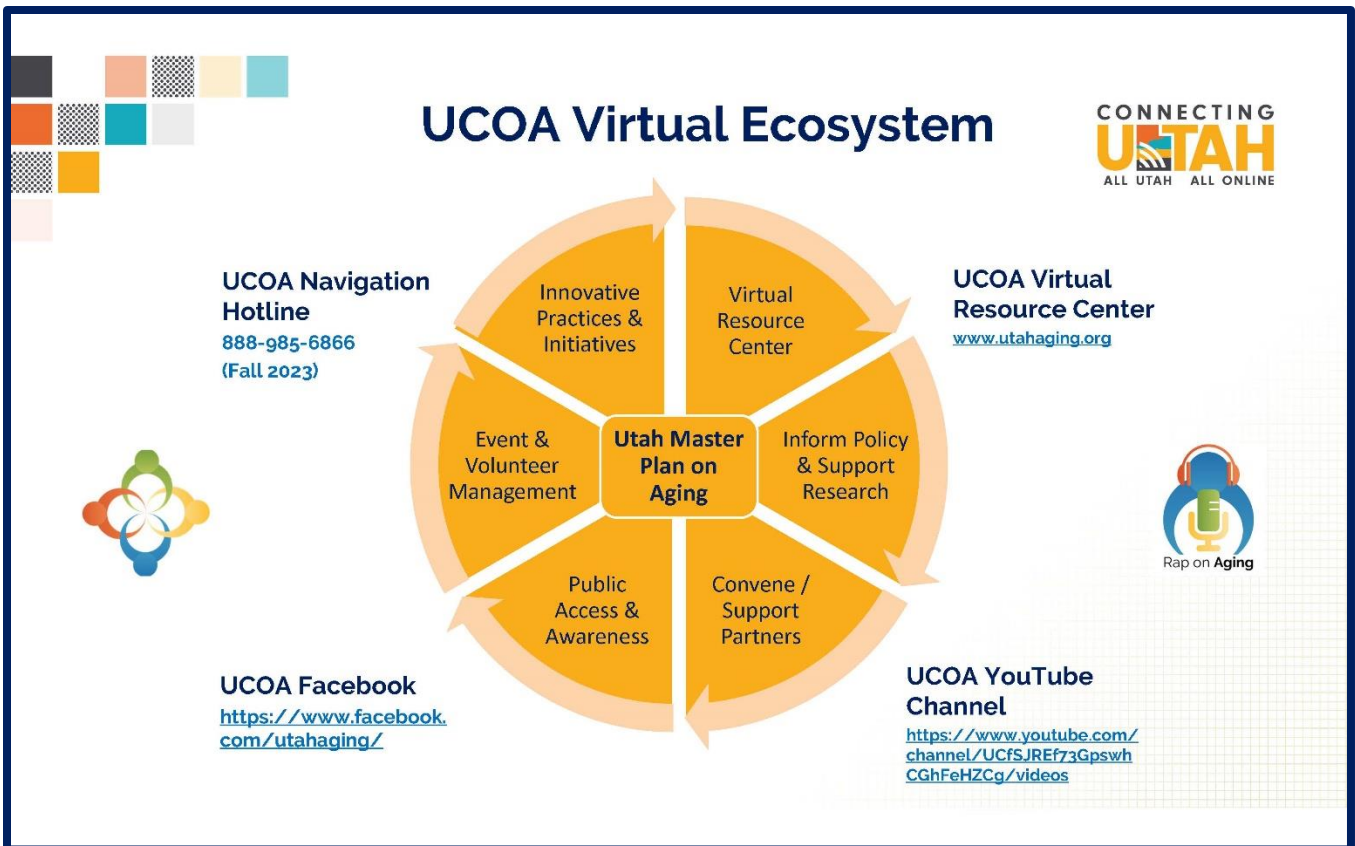 UCOA Virtual Ecosystem
CONNECTING
UTAH
ALL UTAH ALL ONLINE
UCOA Navigation
Hotline
888-985-6866
(Fall 2023)
Innovative
Practices &
Initiatives
Virtual
Resource
Center
UCOA Virtual
Resource Center
www.utahaging.org
Event &
Volunteer
Management
Utah Master
Plan on
Aging
Inform Policy
& Support
Research
Rap on Aging
Public
Access &
Awareness
Convene /
Support
Partners
UCOA Facebook
https://www.facebook.
com/utahaging/
UCOA YouTube
Channel
https://www.youtube.com/
channel/UCfSJREf73Gpswh
CGhFeHZCg/videos